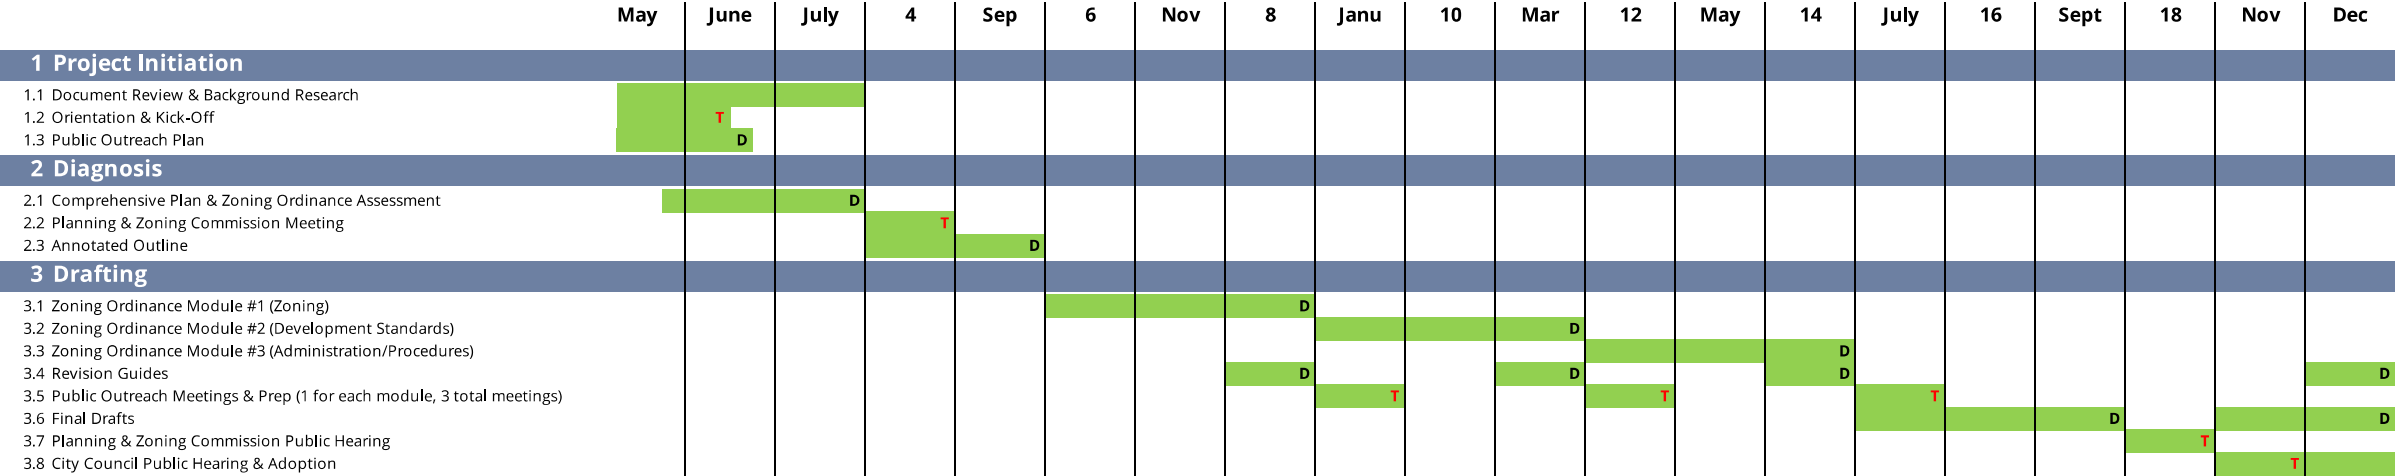 May June July 4 Sep 6 Nov 8 Janu 10 Mar 12 May 14 July 16 Sept 18 Nov Dec
1 Project Initiation
1.1 Document Review & Background Research
1.2 Orientation & Kick-Off T
1.3 Public Outreach Plan D
2 Diagnosis
2.1 Comprehensive Plan & Zoning Ordinance Assessment D
2.2 Planning & Zoning Commission Meeting T
2.3 Annotated Outline D
3 Drafting
3.1 Zoning Ordinance Module #1 (Zoning) D
3.2 Zoning Ordinance Module #2 (Development Standards) D
3.3 Zoning Ordinance Module #3 (Administration/Procedures) D
3.4 Revision Guides D D D D
3.5 Public Outreach Meetings & Prep (1 for each module, 3 total meetings) T T T
3.6 Final Drafts D D
3.7 Planning & Zoning Commission Public Hearing T
3.8 City Council Public Hearing & Adoption T